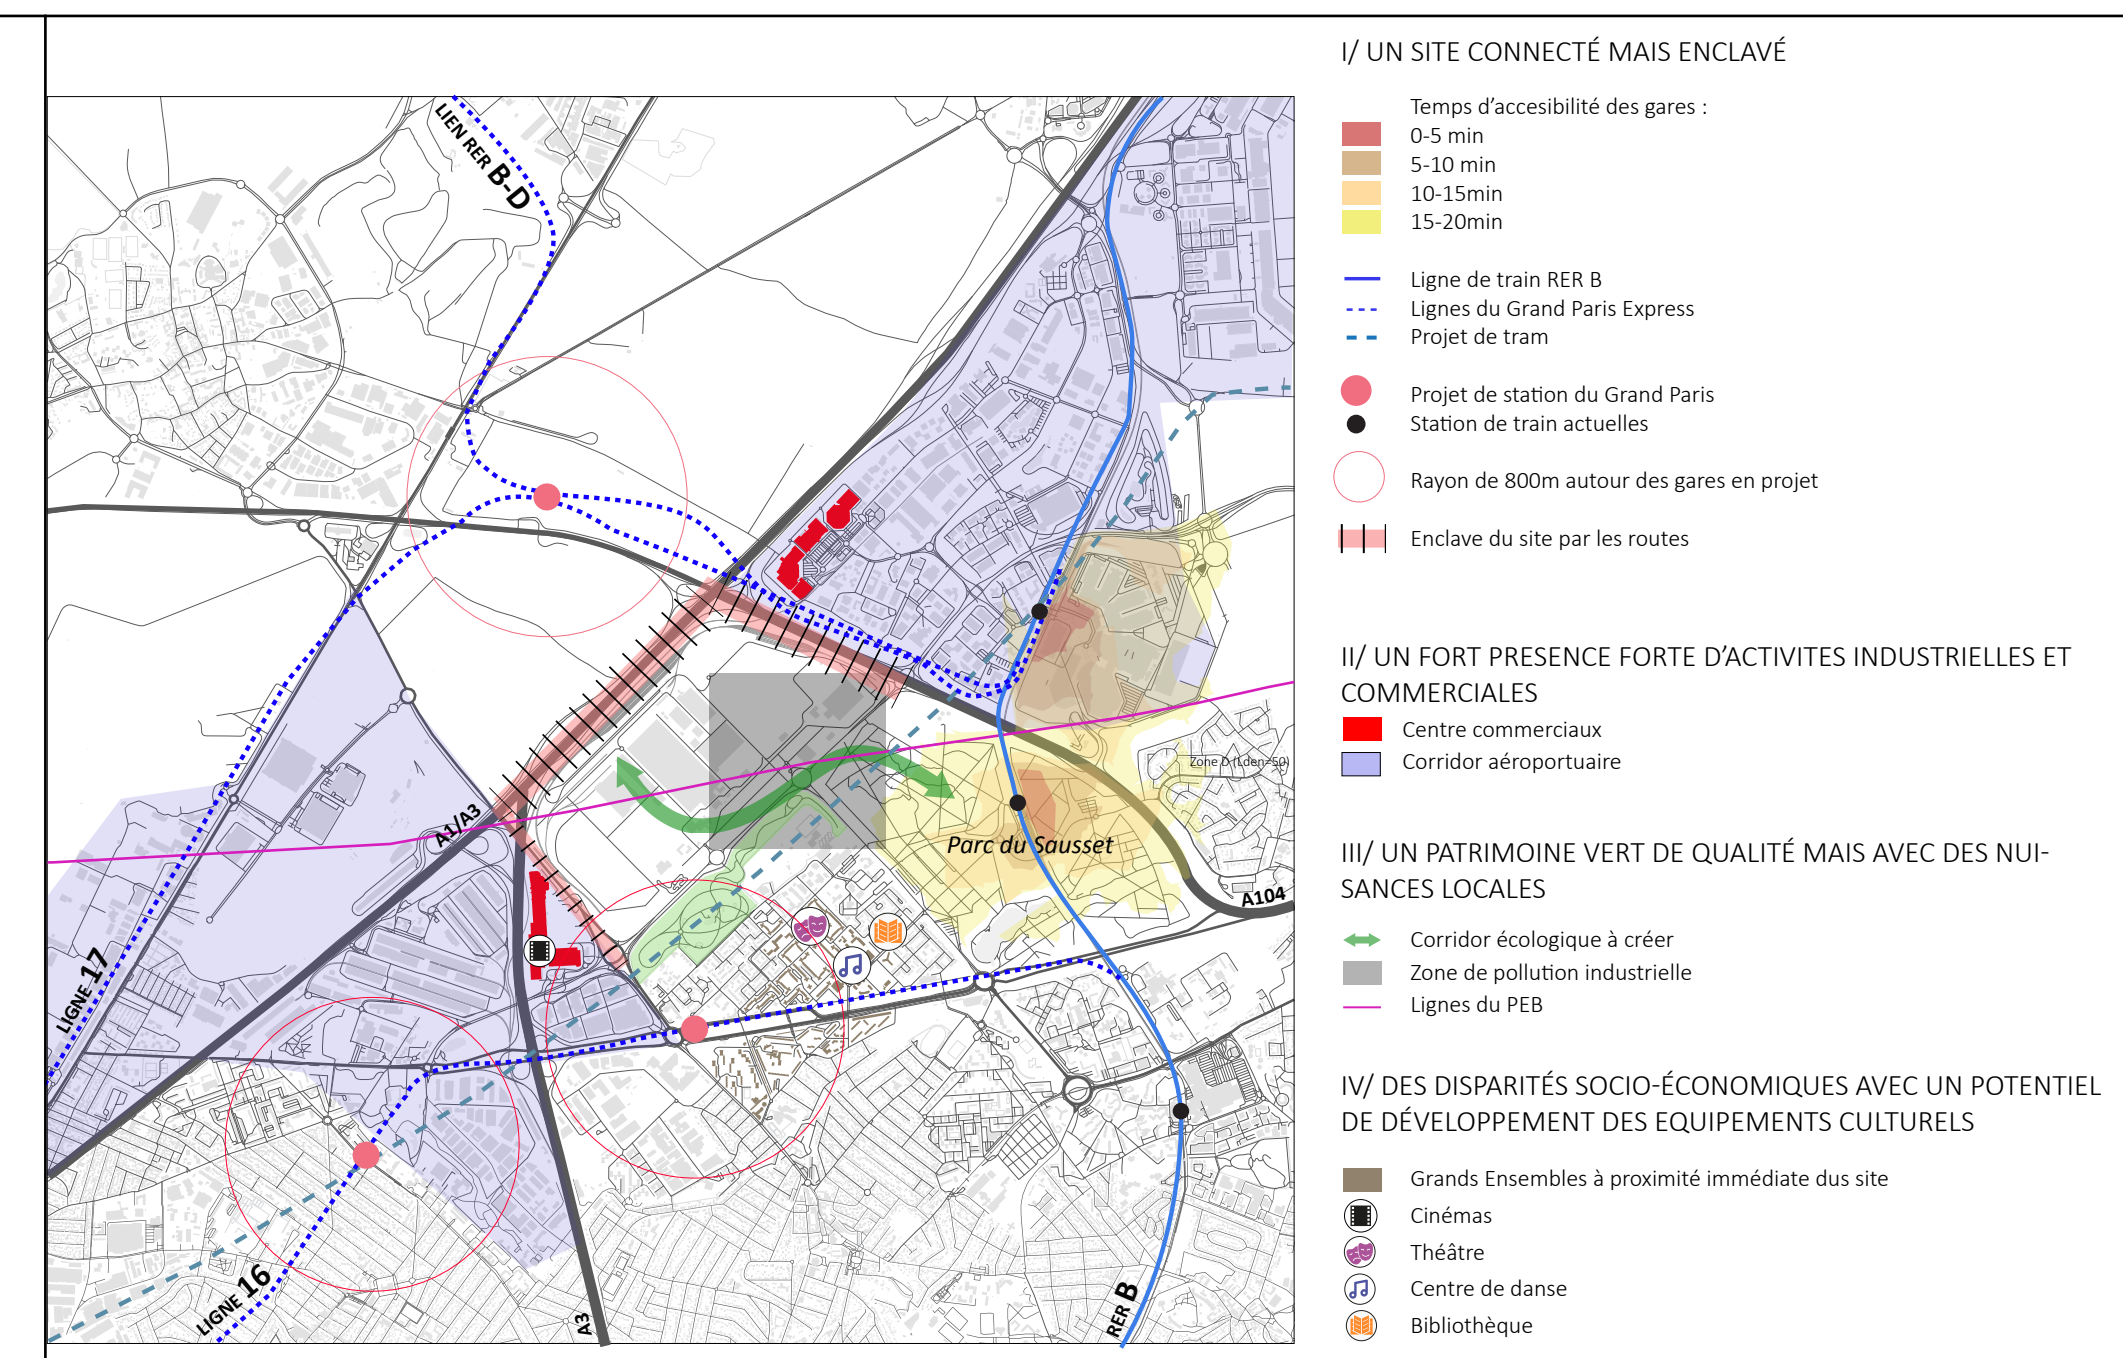 LIEN RER B-D
A1/A3
Zone D (Lden=50)
Parc du Sausset
A104
LIGNE 17
LIGNE 16
A3
RER B
I/ UN SITE CONNECTÉ MAIS ENCLAVÉ
Temps d'accesibilité des gares :
0-5 min
5-10 min
10-15min
15-20min
Ligne de train RER B
Lignes du Grand Paris Express
Projet de tram
Projet de station du Grand Paris
Station de train actuelles
Rayon de 800m autour des gares en projet
Enclave du site par les routes
II/ UN FORT PRESENCE FORTE D'ACTIVITES INDUSTRIELLES ET
COMMERCIALES
Centre commerciaux
Corridor aéroportuaire
III/ UN PATRIMOINE VERT DE QUALITÉ MAIS AVEC DES NUI-
SANCES LOCALES
Corridor écologique à créer
Zone de pollution industrielle
Lignes du PEB
IV/ DES DISPARITÉS SOCIO-ÉCONOMIQUES AVEC UN POTENTIEL
DE DÉVELOPPEMENT DES EQUIPEMENTS CULTURELS
Grands Ensembles à proximité immédiate dus site
Cinémas
Théâtre
Centre de danse
Bibliothèque